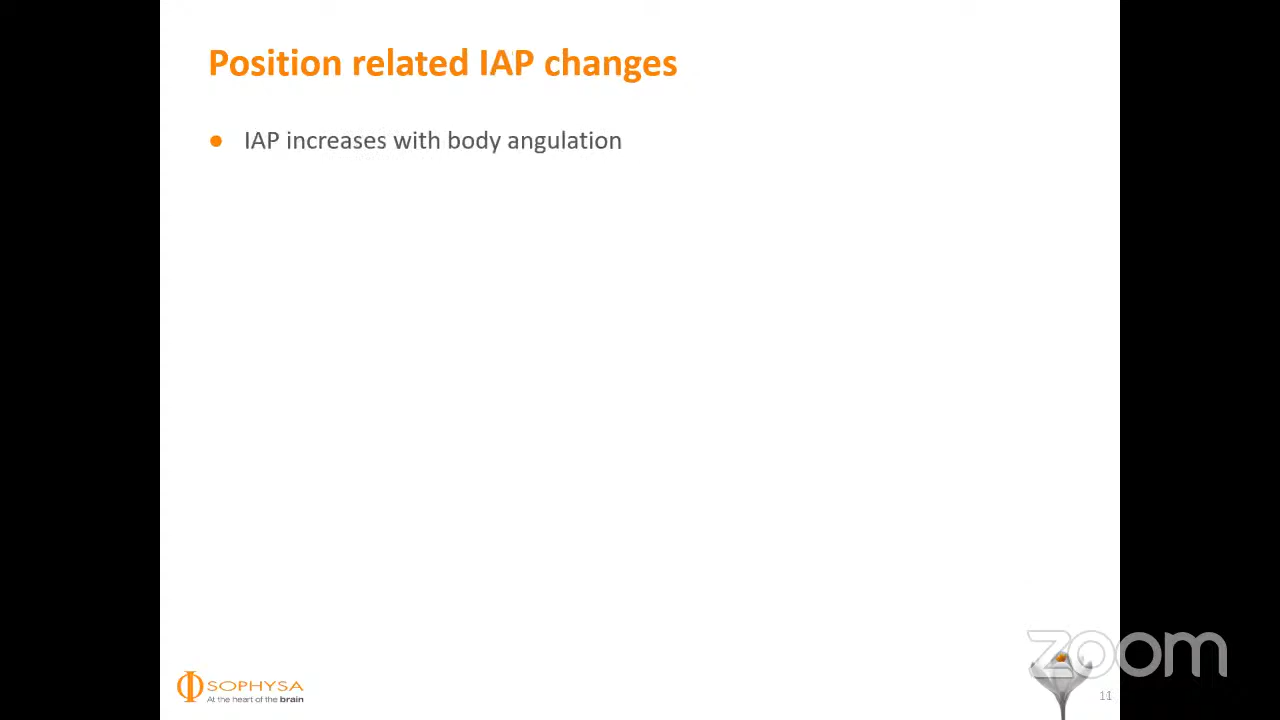 Position related IAP changes
IAP increases with body angulation
SOPHYSA
At the heart of the brain
zoom
11